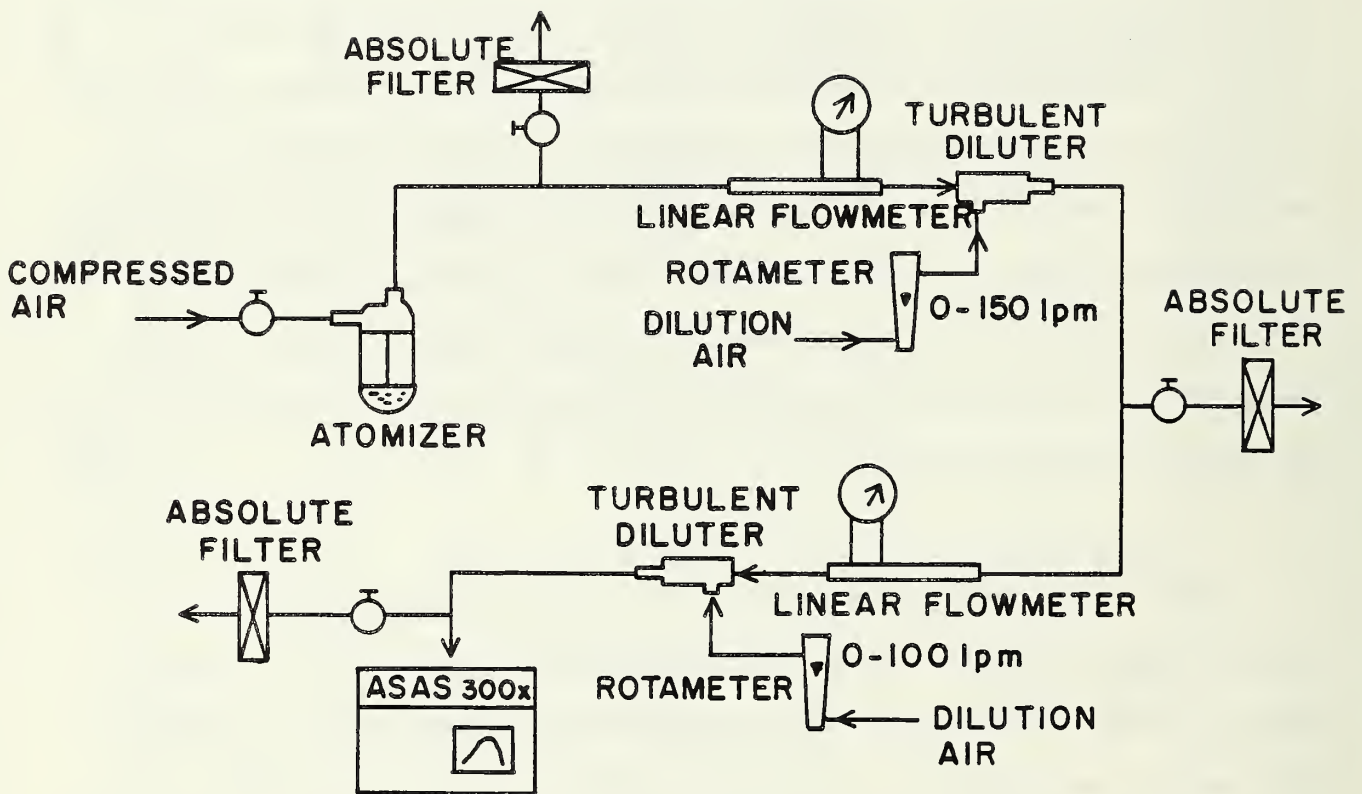 ABSOLUTE
FILTER
TURBULENT
DILUTER
LINEAR FLOWMETER
COMPRESSED
AIR
ROTAMETER
0-150 lpm
DILUTION
AIR
ABSOLUTE
FILTER
ATOMIZER
TURBULENT
DILUTER
ABSOLUTE
FILTER
LINEAR FLOWMETER
0-100 lpm
ASAS 300x
ROTAMETER
DILUTION
AIR